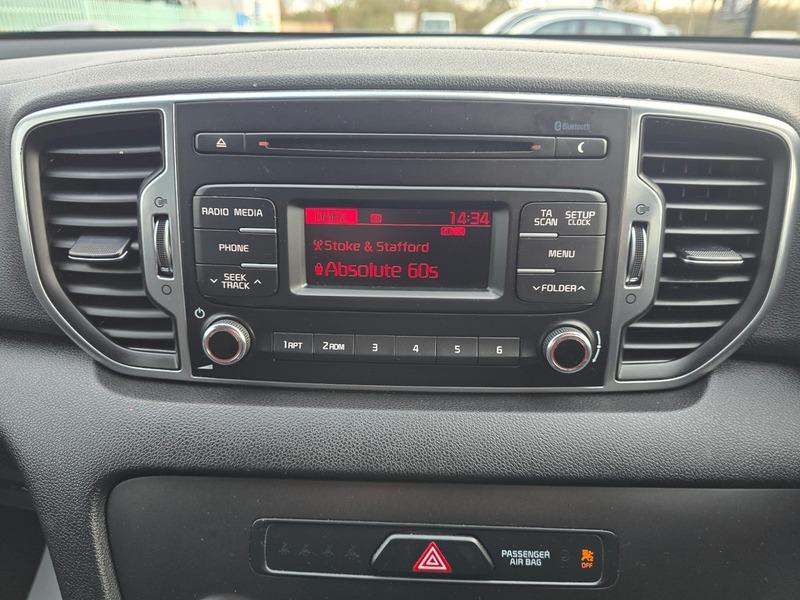 Bluetooth
RADIO MEDIA
PHONE
SEEK
TRACK
14:34
Stoke & Stafford
Absolute 60s
TA
SCAN
SETUP
CLOCK
MENU
FOLDER
1 RPT
2 RDM
3
4
5
6
PASSENGER
AIR BAG
OFF